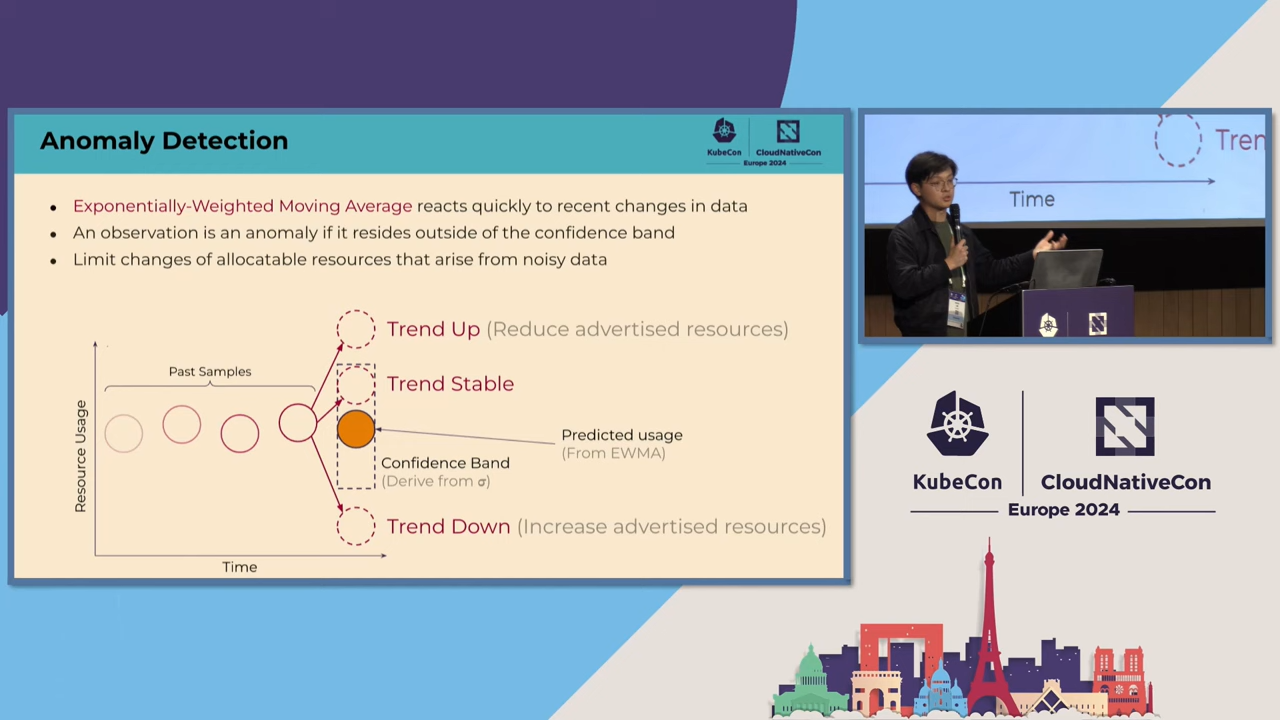 Anomaly Detection
KubeCon
CloudNativeCon
Europe 2024
Exponentially-Weighted Moving Average reacts quickly to recent changes in data
An observation is an anomaly if it resides outside of the confidence band
Limit changes of allocatable resources that arise from noisy data
Trend Up (Reduce advertised resources)
Past Samples
Trend Stable
Resource Usage
Predicted usage
(From EWMA)
Confidence Band
(Derive from σ)
Trend Down (Increase advertised resources)
Time
Tren
Time
KubeCon
CloudNativeCon
Europe 2024